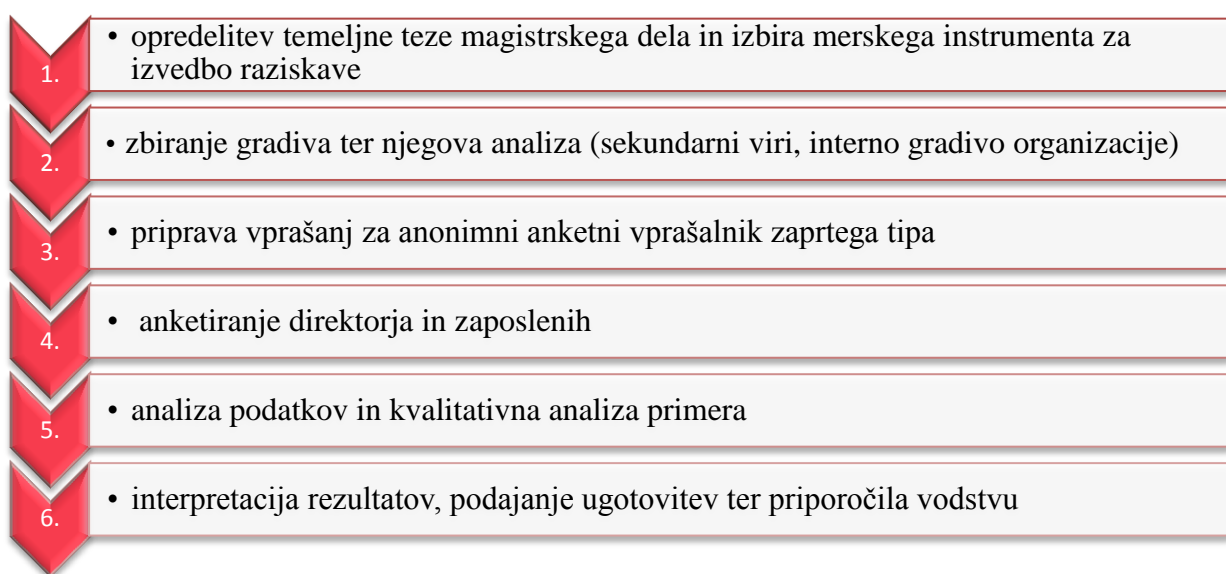 1.
• opredelitev temeljne teze magistrskega dela in izbira merskega instrumenta za
izvedbo raziskave
2.
• zbiranje gradiva ter njegova analiza (sekundarni viri, interno gradivo organizacije)
3.
• priprava vprašanj za anonimni anketni vprašalnik zaprtega tipa
4.
• anketiranje direktorja in zaposlenih
5.
• analiza podatkov in kvalitativna analiza primera
6.
• interpretacija rezultatov, podajanje ugotovitev ter priporočila vodstvu